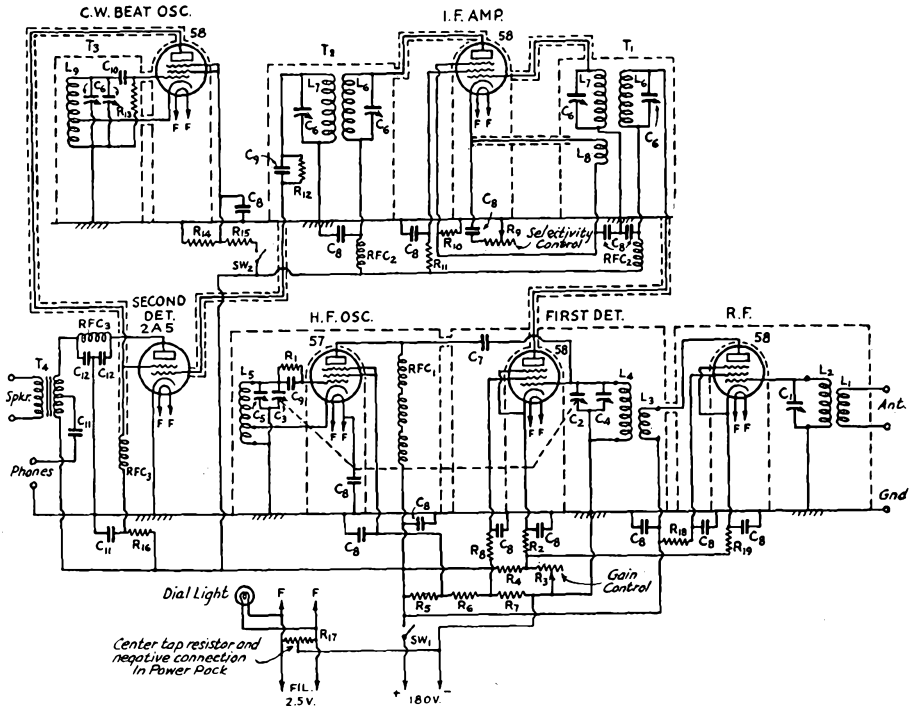 C.W. BEAT OSC.
I.F. AMP.
58
T3
T2
58
T1
L9
C10
C6
R13
F F
L7
L6
C6
C6
F F
L7
L6
C6
C6
L8
C9
R12
C8
C8
R14
R15
C8
C8
R10
R9
Selectivity
Control
C8
RFC2
R11
RFC2
SW2
SECOND
DET.
2A5
RFC3
H.F. OSC.
57
FIRST DET.
58
R.F.
58
T4
Spkr.
C12 C12
F F
L5
R1
C9
C5
C3
F F
RFC1
C7
F F
C2
C4
L4
L3
F F
C1
L2
L1
Ant.
C11
Phones
RFC3
C8
Gnd
C11
R16
C8
C8
R8
C8
R2
C8
C8
R18
C8
R19
C8
R4
R3
Gain
Control
R5
R6
R7
Dial Light
F
F
R17
Center tap resistor and
negative connection
In Power Pack
SW1
FIL.
2.5V.
+ 180V. -